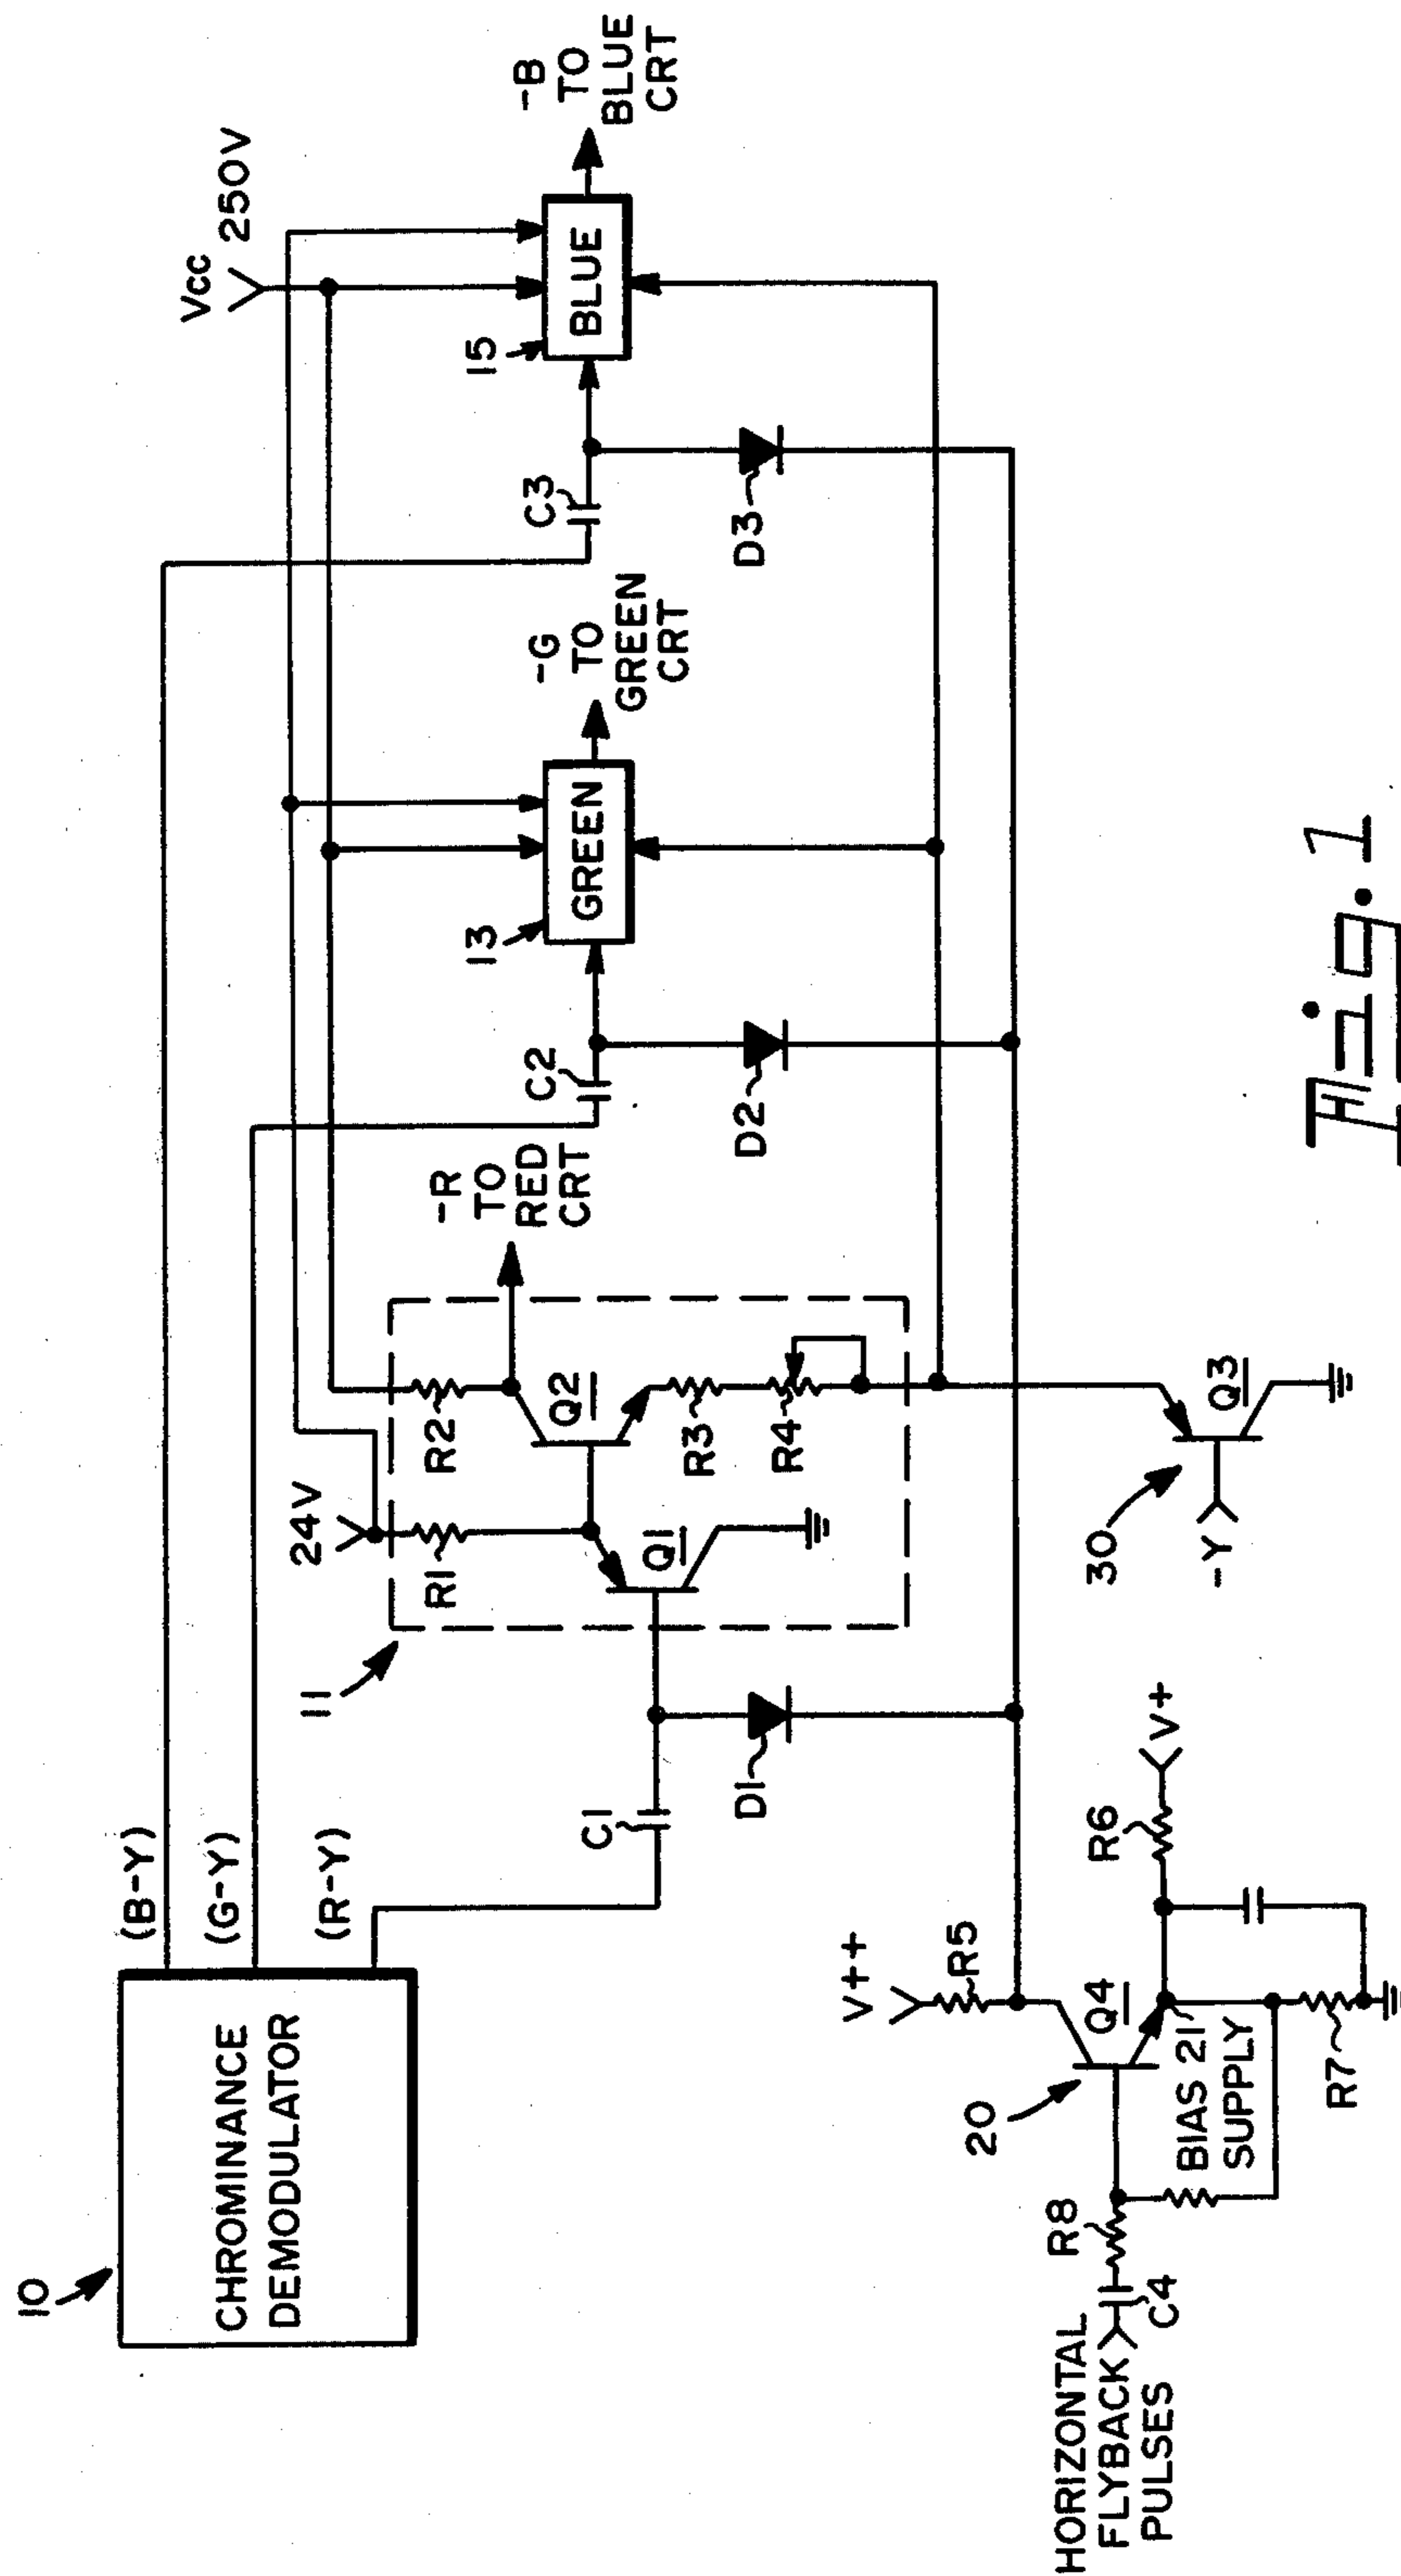 10
CHROMINANCE
DEMODULATOR
(B-Y)
(G-Y)
(R-Y)
Vcc
250V
24V
11
R1
R2
Q1
Q2
R3
R4
-R
TO
RED
CRT
C1
D1
C2
D2
13
GREEN
-G
TO
GREEN
CRT
C3
D3
15
BLUE
-B
TO
BLUE
CRT
V++
R5
20
Q4
R6
V+
BIAS 21
SUPPLY
R7
R8
C4
HORIZONTAL
FLYBACK
PULSES
30
-Y
Q3
Fig. 1